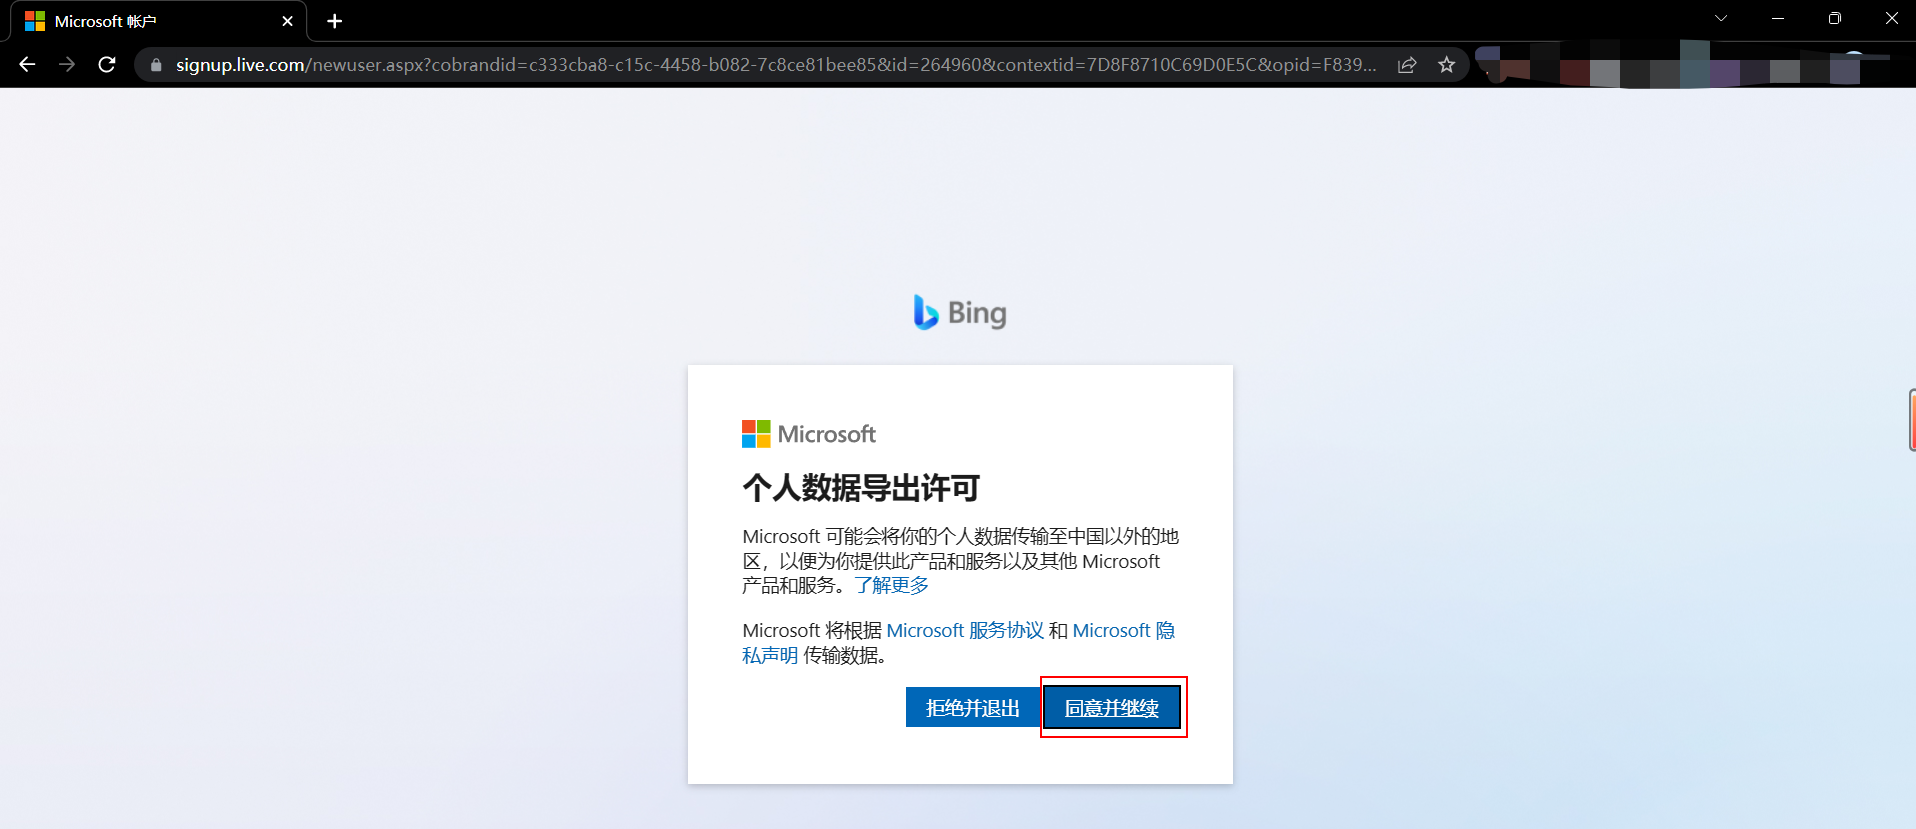 Microsoft 帐户
signup.live.com/newuser.aspx?cobrandid=c333cba8-c15c-4458-b082-7c8ce81bee85&id=264960&contextid=7D8F8710C69D0E5C&opid=F839...
Bing
Microsoft
个人数据导出许可
Microsoft 可能会将你的个人数据传输至中国以外的地
区，以便为你提供此产品和服务以及其他 Microsoft
产品和服务。了解更多
Microsoft 将根据 Microsoft 服务协议 和 Microsoft 隐
私声明 传输数据。
拒绝并退出 同意并继续